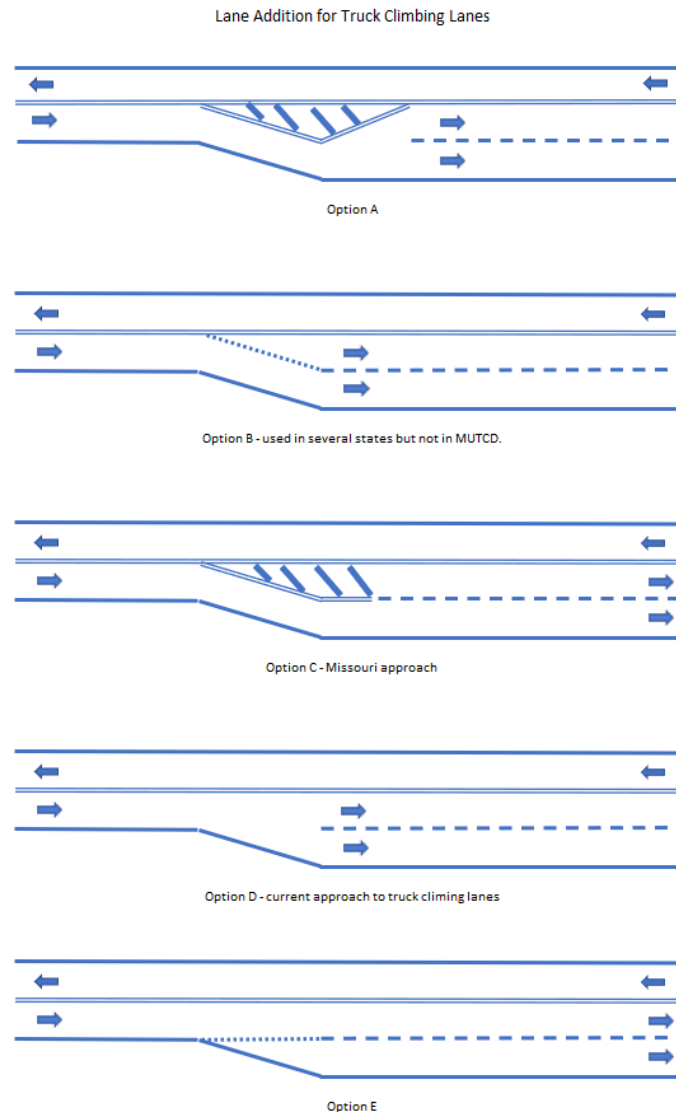 Lane Addition for Truck Climbing Lanes
Option A
Option B - used in several states but not in MUTCD.
Option C - Missouri approach
Option D - current approach to truck climing lanes
Option E